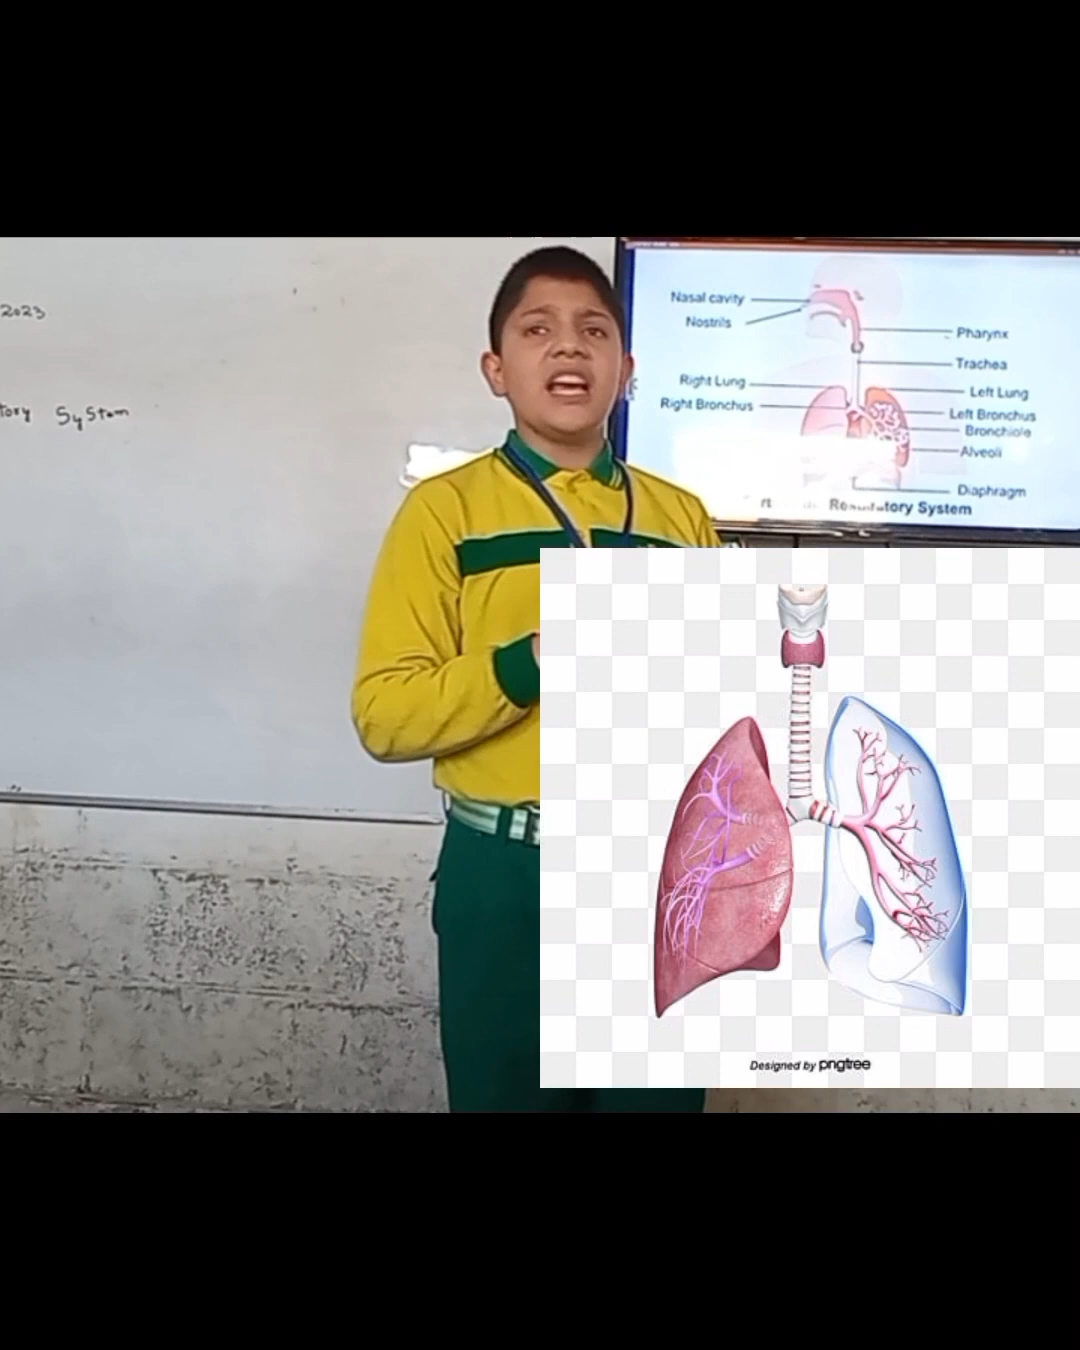 2023
System
Nasal cavity
Nostrils
Pharynx
Trachea
Right Lung
Left Lung
Right Bronchus
Left Bronchus
Bronchiole
Alveoli
Diaphragm
Respiratory System
Designed by pngtree